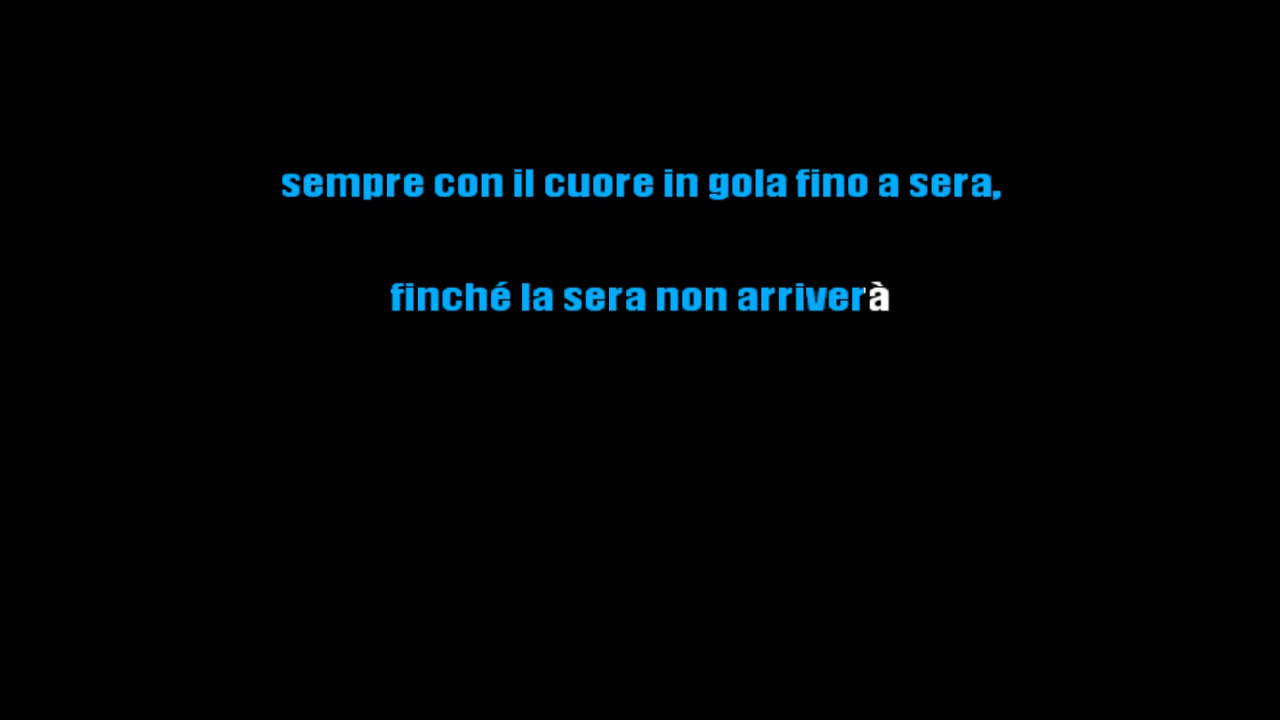 sempre con il cuore in gola fino a sera,
finché la sera non arriverà